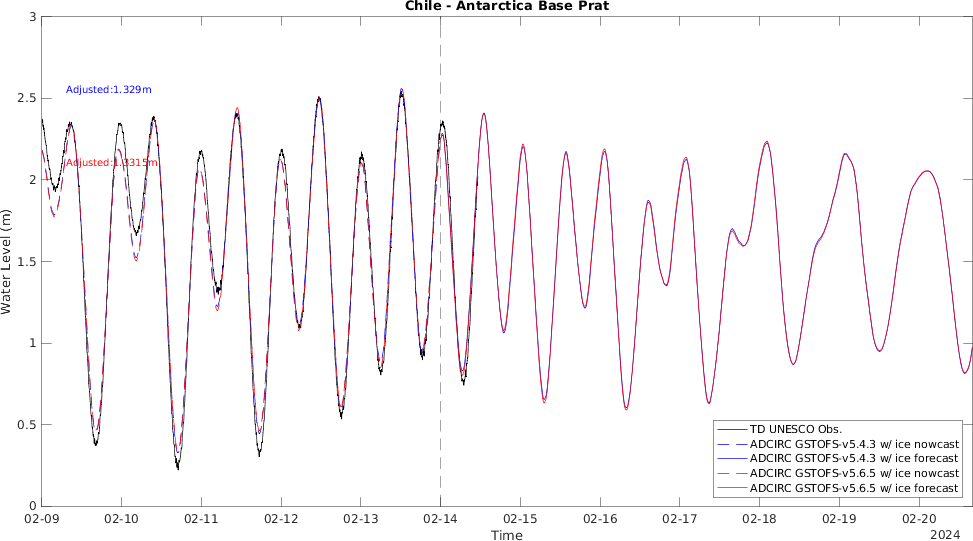 Chile - Antarctica Base Prat
3
2.5
2
1.5
1
0.5
0
Water Level (m)
Adjusted:1.329m
Adjusted:1.3315m
TD UNESCO Obs.
ADCIRC GSTOFS-v5.4.3 w/ ice nowcast
ADCIRC GSTOFS-v5.4.3 w/ ice forecast
ADCIRC GSTOFS-v5.6.5 w/ ice nowcast
ADCIRC GSTOFS-v5.6.5 w/ ice forecast
02-09 02-10 02-11 02-12 02-13 02-14 02-15 02-16 02-17 02-18 02-19 02-20
Time
2024